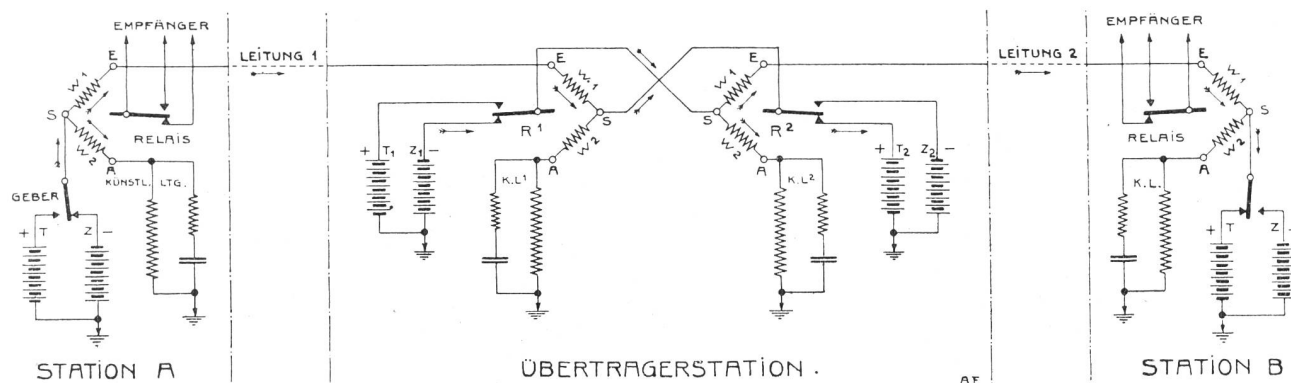 EMPFÄNGER
E
LEITUNG 1
W1
S
W2
RELAIS
A
KÜNSTL. LTG.
GEBER
+ T Z −
STATION A
E
W1
S
R1
W2
A
+ T1 Z1 −
K.L1
E
W1
S
R2
W2
A
K.L2
+ T2 Z2 −
ÜBERTRAGERSTATION.
AF
LEITUNG 2
EMPFÄNGER
E
W1
S
RELAIS
W2
A
K.L.
+ T Z −
STATION B